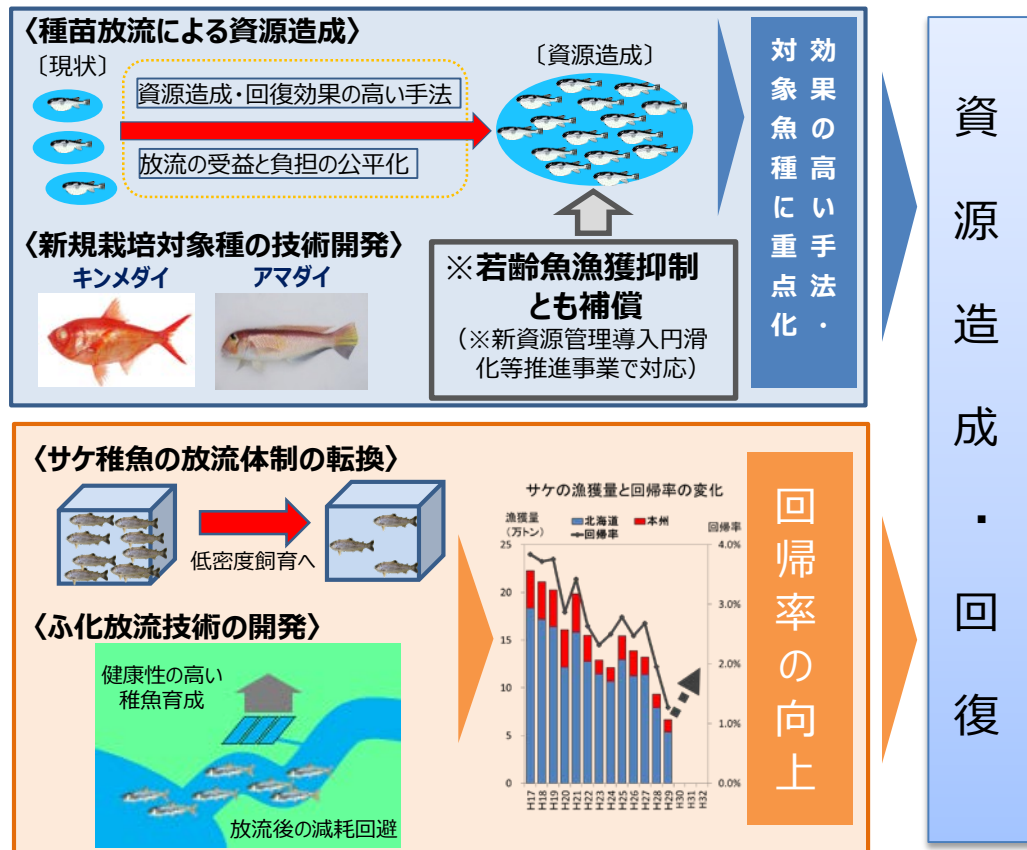 〈種苗放流による資源造成〉
〔現状〕
資源造成・回復効果の高い手法
放流の受益と負担の公平化
〔資源造成〕
〈新規栽培対象種の技術開発〉
キンメダイ
アマダイ
※若齢魚漁獲抑制
とも補償
（※新資源管理導入円滑
化等推進事業で対応）
効果の高い手法・
対象魚種に重点化
〈サケ稚魚の放流体制の転換〉
低密度飼育へ
〈ふ化放流技術の開発〉
健康性の高い
稚魚育成
放流後の減耗回避
サケの漁獲量と回帰率の変化
漁獲量
（万トン）
北海道 本州
回帰率
回帰率
25
20
15
10
5
0
4.0%
3.0%
2.0%
1.0%
0.0%
H17 H18 H19 H20 H21 H22 H23 H24 H25 H26 H27 H28 H29 H30 H31 H32
回帰率の向上
資源造成・回復